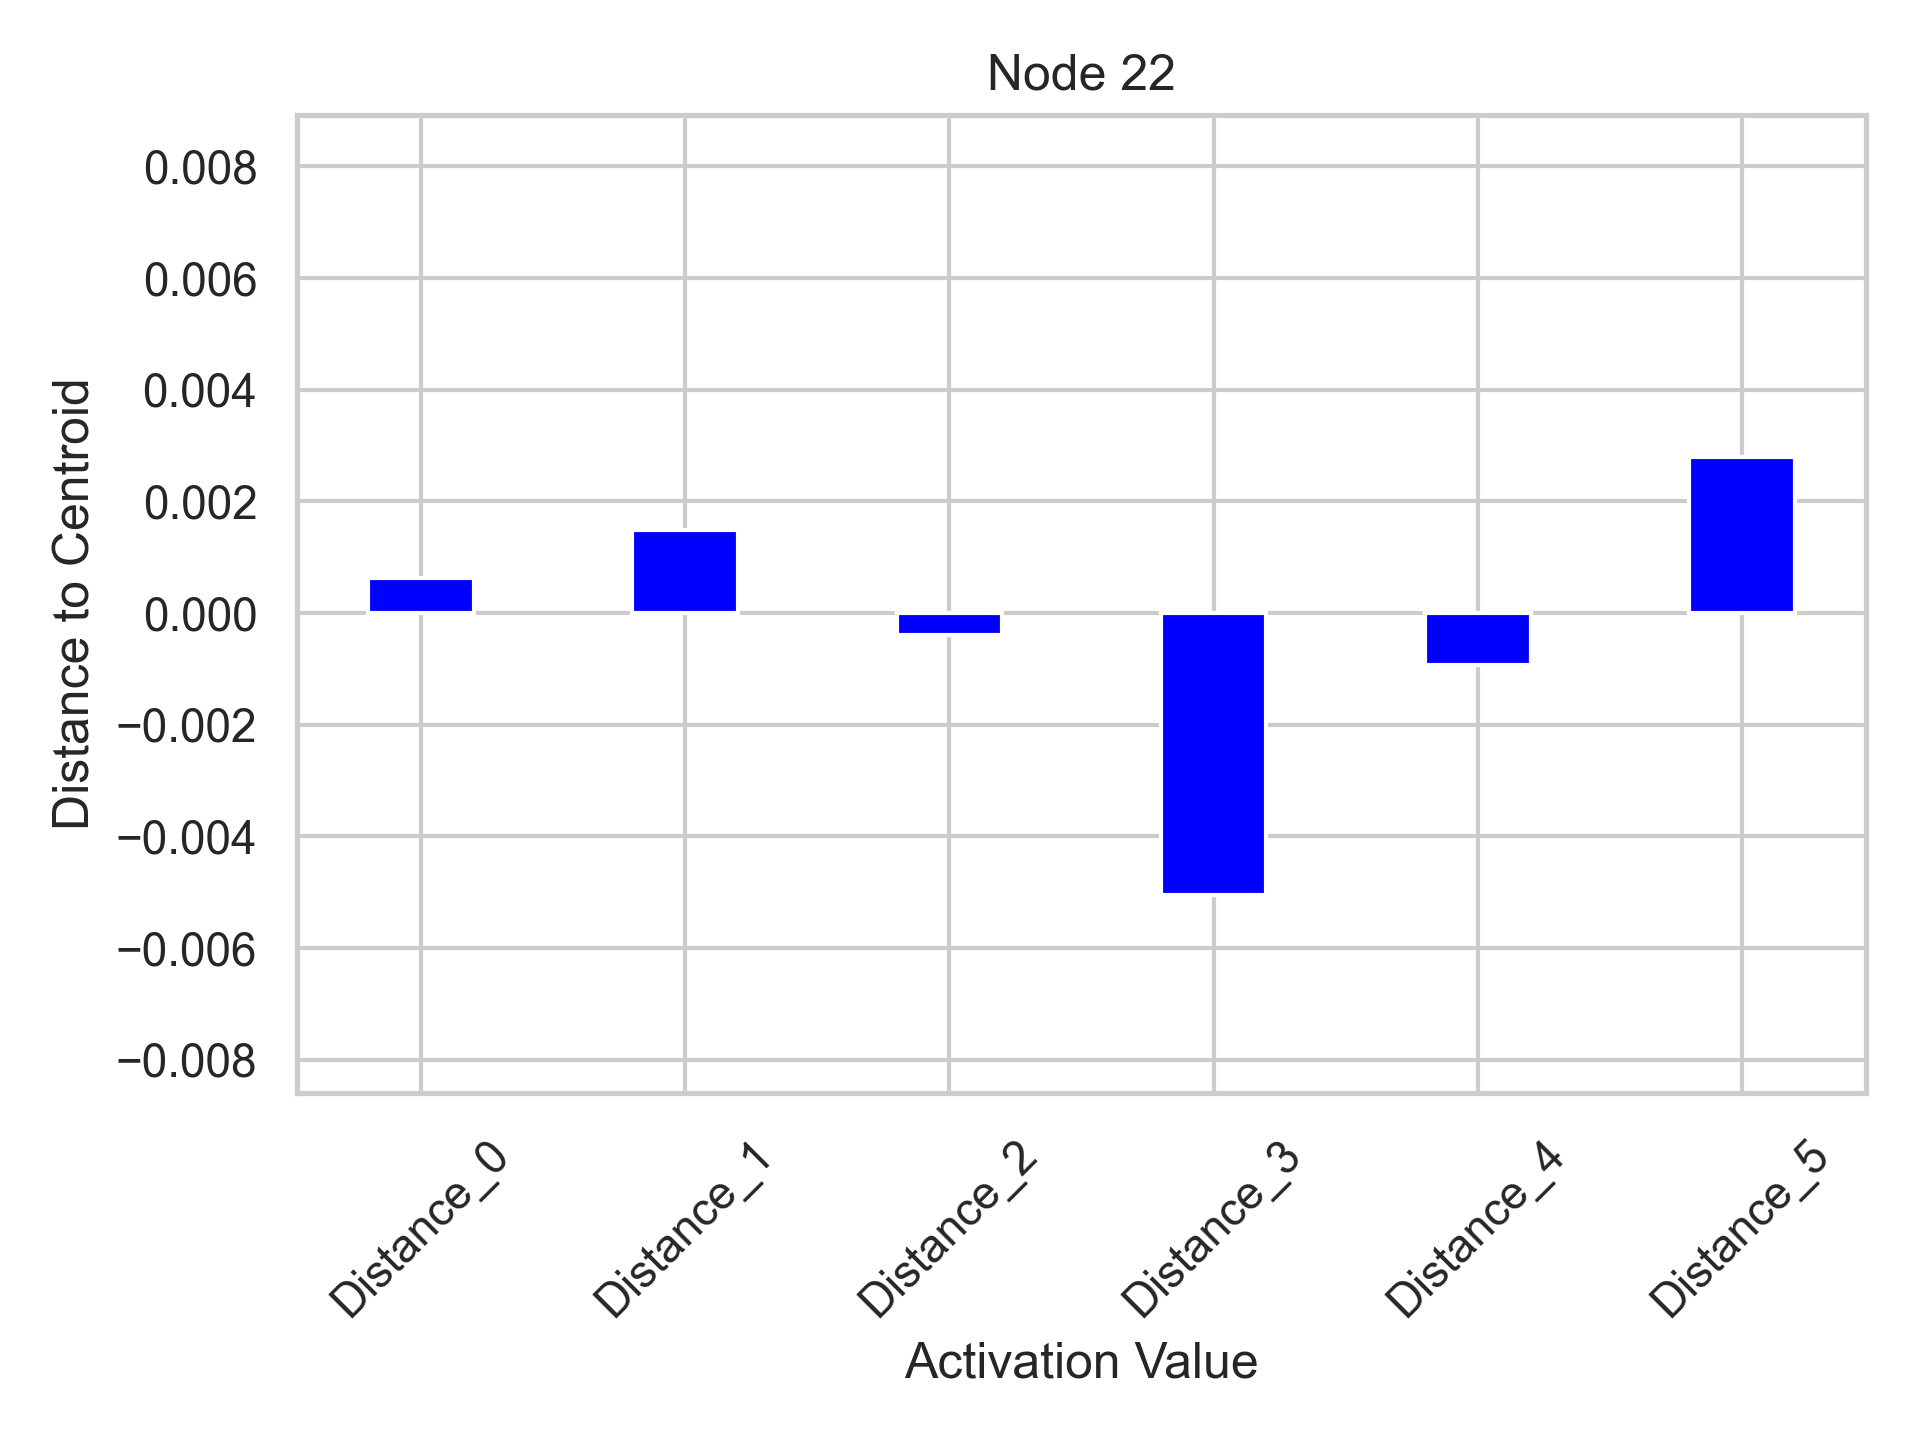 Node 22
0.008
0.006
0.004
0.002
0.000
−0.002
−0.004
−0.006
−0.008
Distance to Centroid
Distance_0
Distance_1
Distance_2
Distance_3
Distance_4
Distance_5
Activation Value